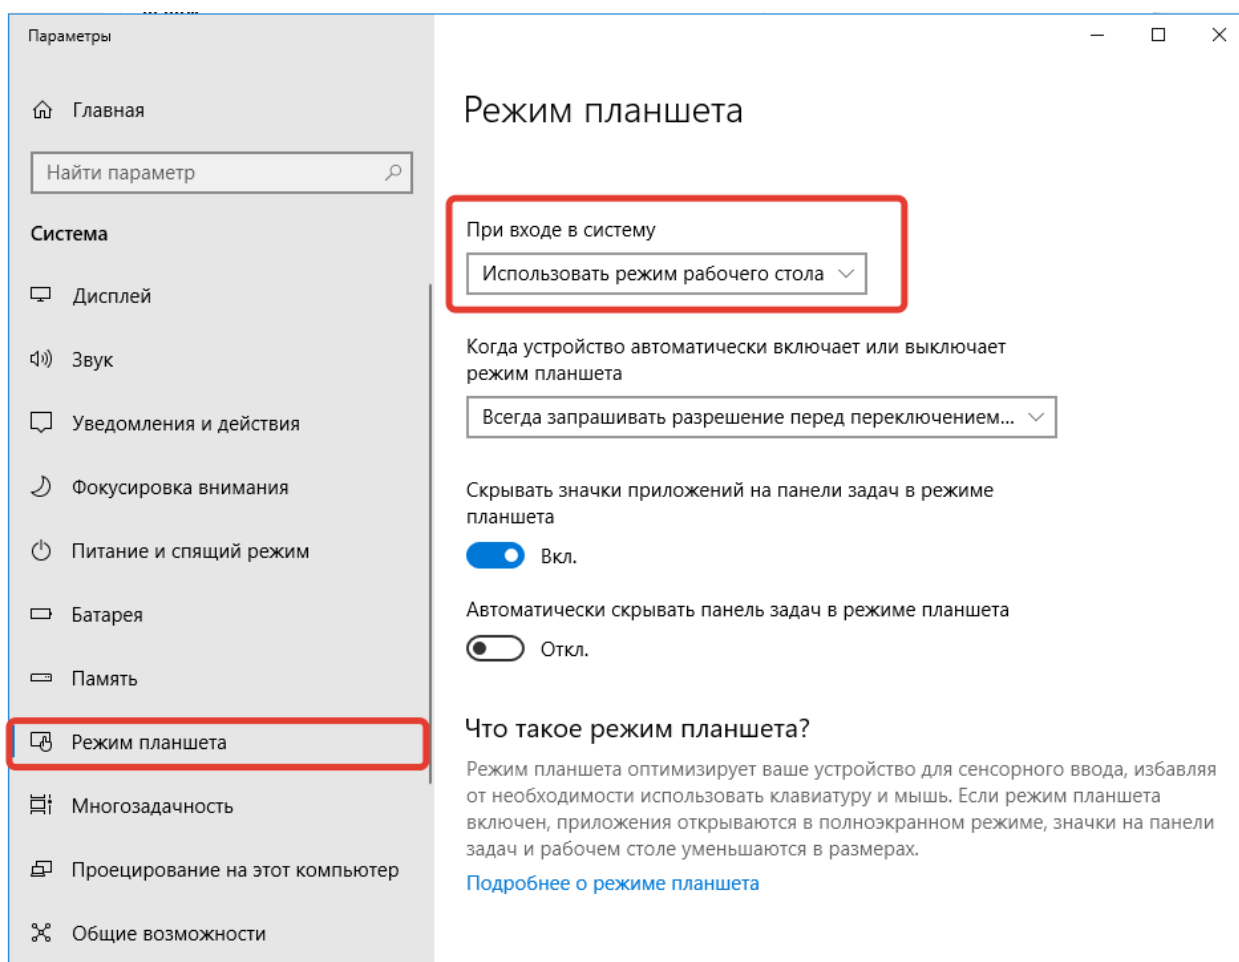 Параметры
Главная
Найти параметр
Система
Дисплей
Звук
Уведомления и действия
Фокусировка внимания
Питание и спящий режим
Батарея
Память
Режим планшета
Многозадачность
Проецирование на этот компьютер
Общие возможности
Режим планшета
При входе в систему
Использовать режим рабочего стола
Когда устройство автоматически включает или выключает
режим планшета
Всегда запрашивать разрешение перед переключением...
Скрывать значки приложений на панели задач в режиме
планшета
Вкл.
Автоматически скрывать панель задач в режиме планшета
Откл.
Что такое режим планшета?
Режим планшета оптимизирует ваше устройство для сенсорного ввода, избавляя
от необходимости использовать клавиатуру и мышь. Если режим планшета
включен, приложения открываются в полноэкранном режиме, значки на панели
задач и рабочем столе уменьшаются в размерах.
Подробнее о режиме планшета